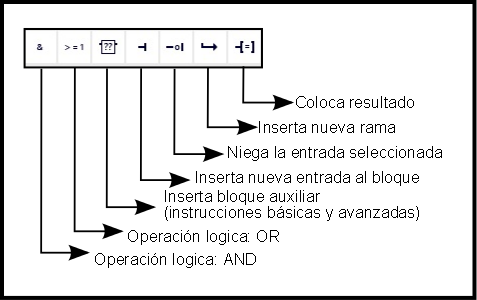 & >=1 ?? -[=]
Coloca resultado
Inserta nueva rama
Niega la entrada seleccionada
Inserta nueva entrada al bloque
Inserta bloque auxiliar
(instrucciones básicas y avanzadas)
Operación logica: OR
Operación logica: AND